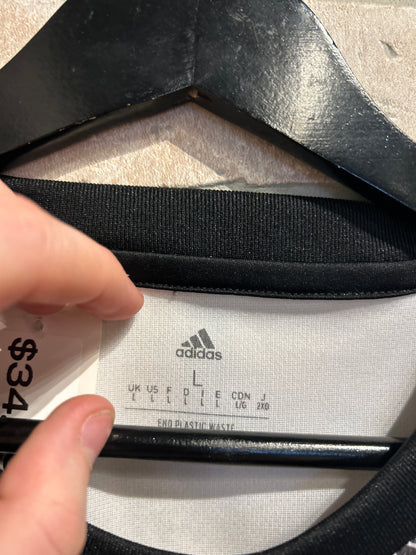 adidas
L
UK US F D I E CDN J
L L L L L L L/G 2XO
END PLASTIC WASTE
$34